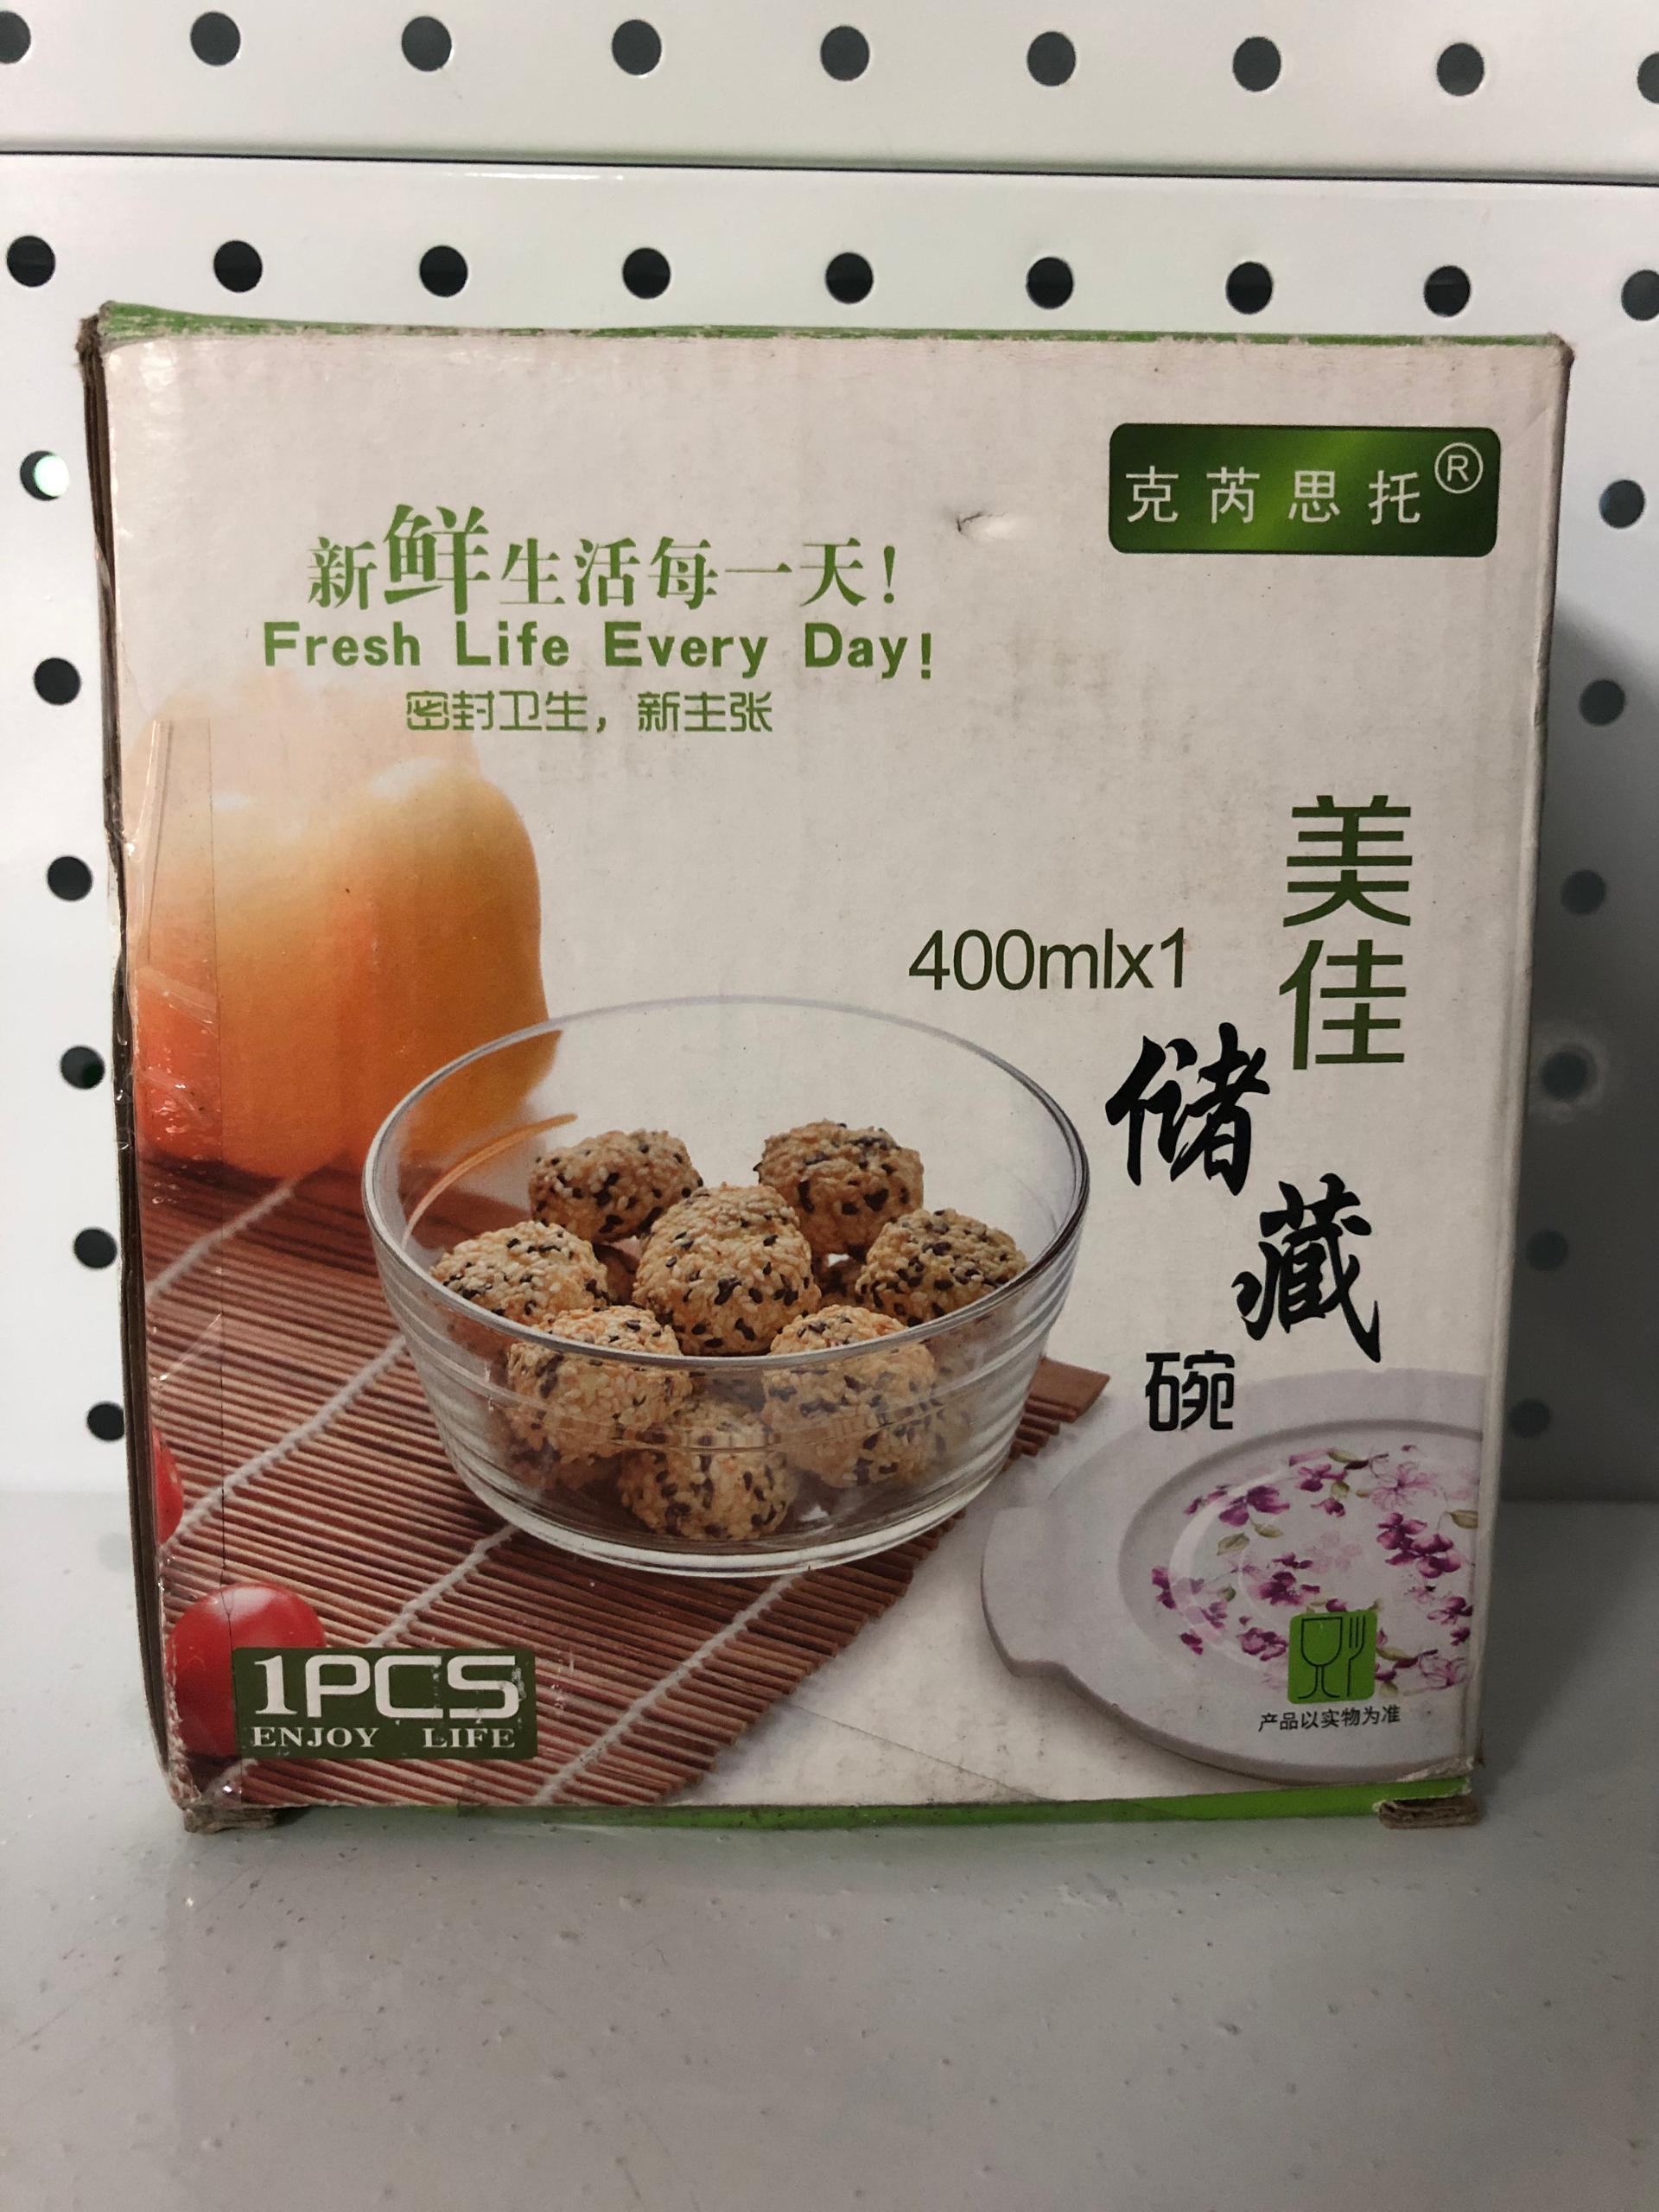 克芮思托®
新鲜生活每一天!
Fresh Life Every Day!
密封卫生，新主张
美佳
400mlx1
储藏
碗
1PCS
ENJOY LIFE
产品以实物为准